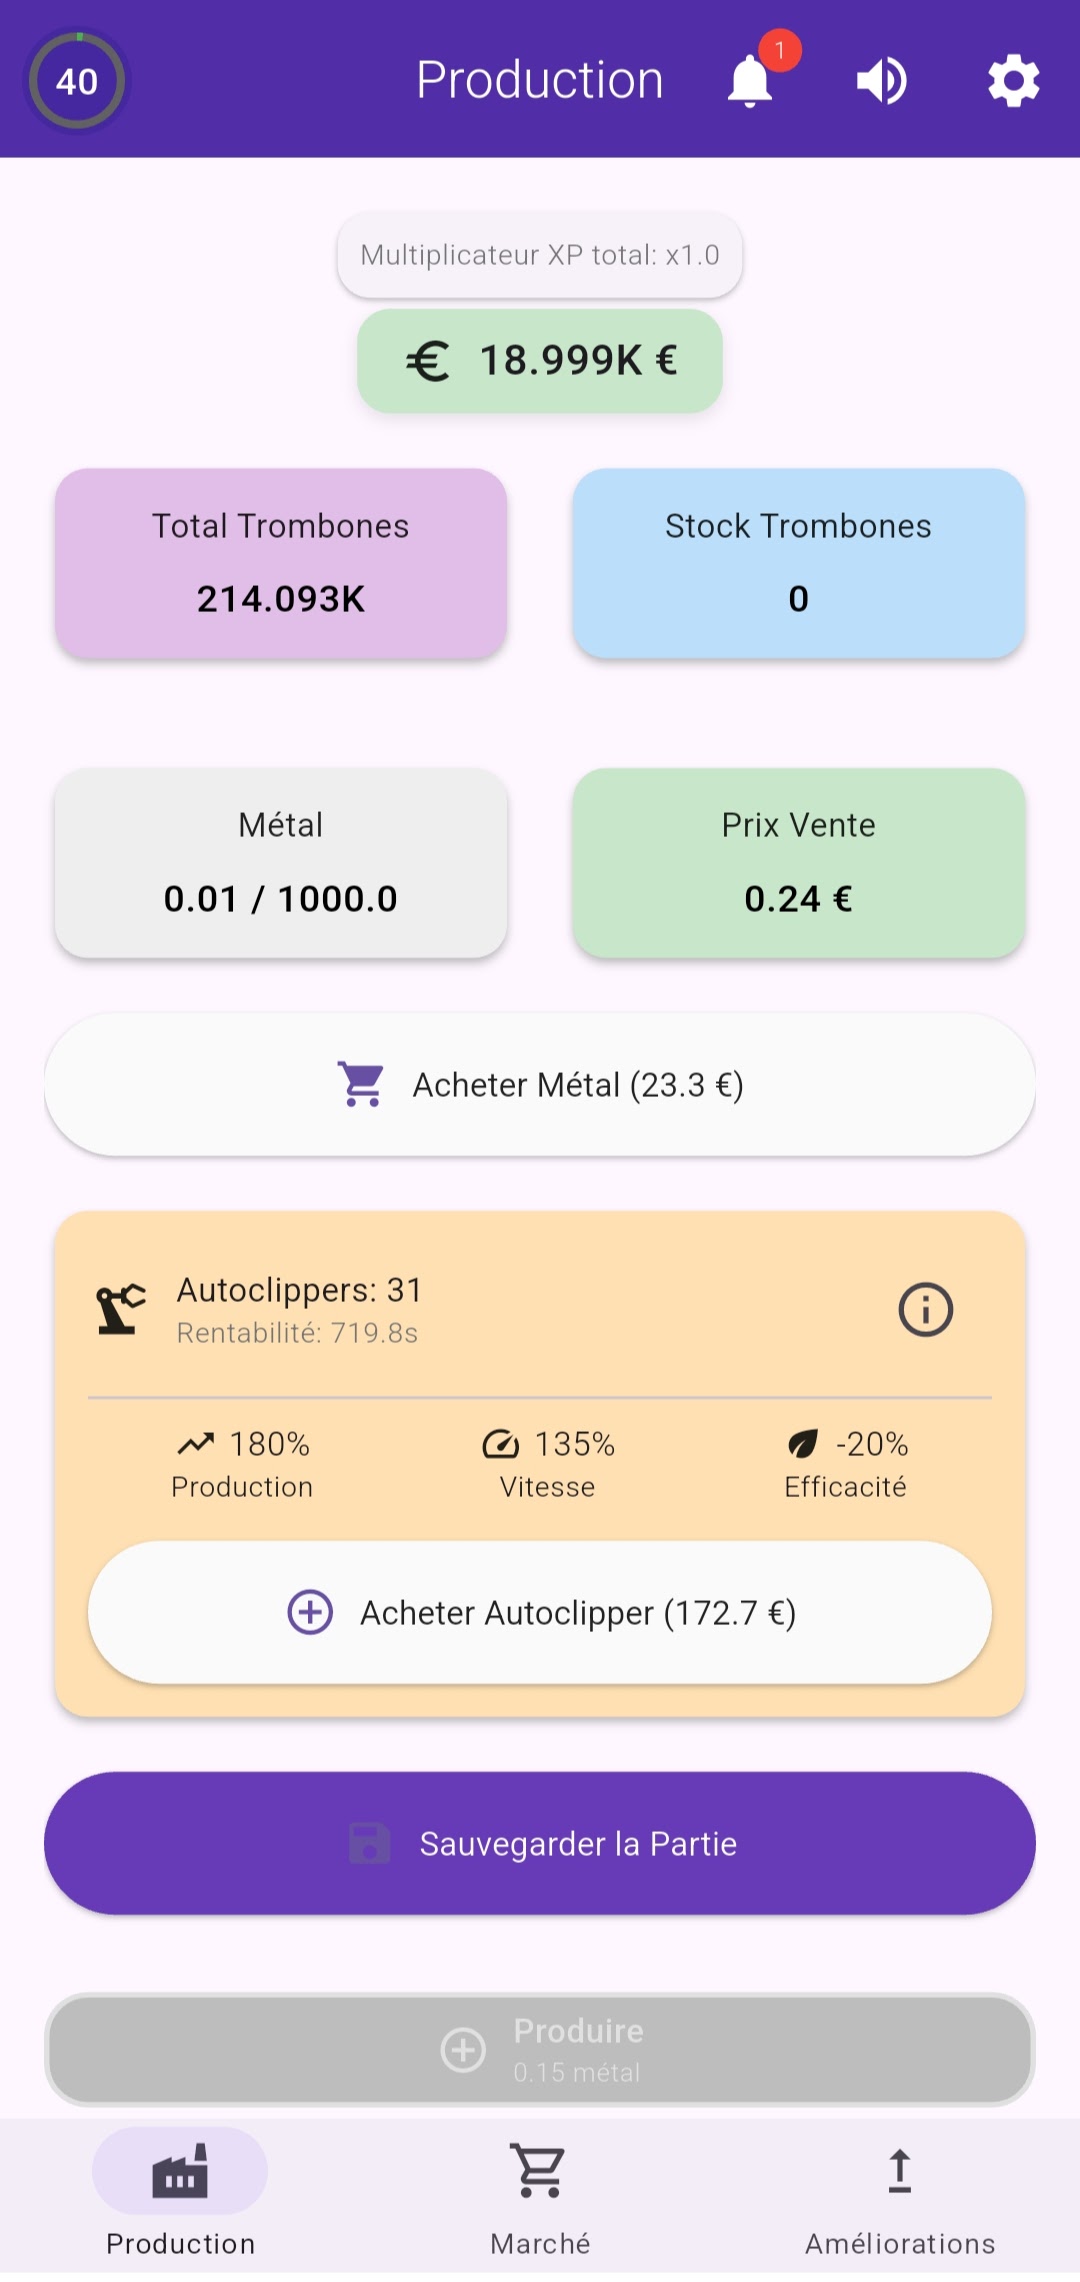 40
Production
1
Multiplicateur XP total: x1.0
€ 18.999K €
Total Trombones
214.093K
Stock Trombones
0
Métal
0.01 / 1000.0
Prix Vente
0.24 €
Acheter Métal (23.3 €)
Autoclippers: 31
Rentabilité: 719.8s
180%
Production
135%
Vitesse
-20%
Efficacité
Acheter Autoclipper (172.7 €)
Sauvegarder la Partie
Produire
0.15 métal
Production
Marché
Améliorations